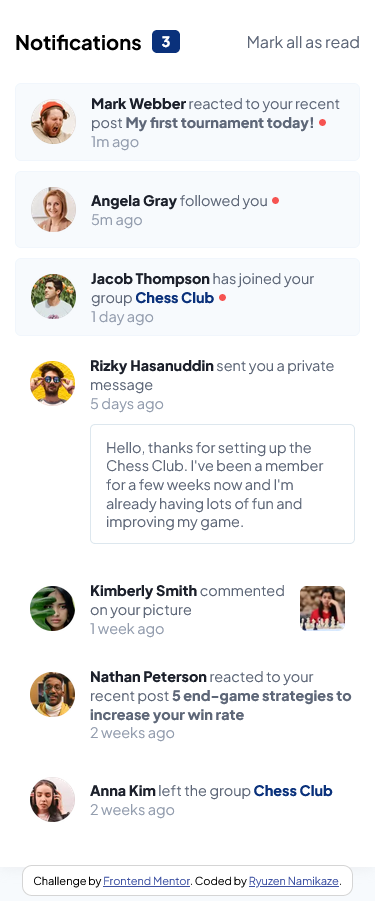 Notifications 3 Mark all as read
Mark Webber reacted to your recent
post My first tournament today!
1m ago
Angela Gray followed you
5m ago
Jacob Thompson has joined your
group Chess Club
1 day ago
Rizky Hasanuddin sent you a private
message
5 days ago
Hello, thanks for setting up the
Chess Club. I've been a member
for a few weeks now and I'm
already having lots of fun and
improving my game.
Kimberly Smith commented
on your picture
1 week ago
Nathan Peterson reacted to your
recent post 5 end-game strategies to
increase your win rate
2 weeks ago
Anna Kim left the group Chess Club
2 weeks ago
Challenge by Frontend Mentor. Coded by Ryuzen Namikaze.